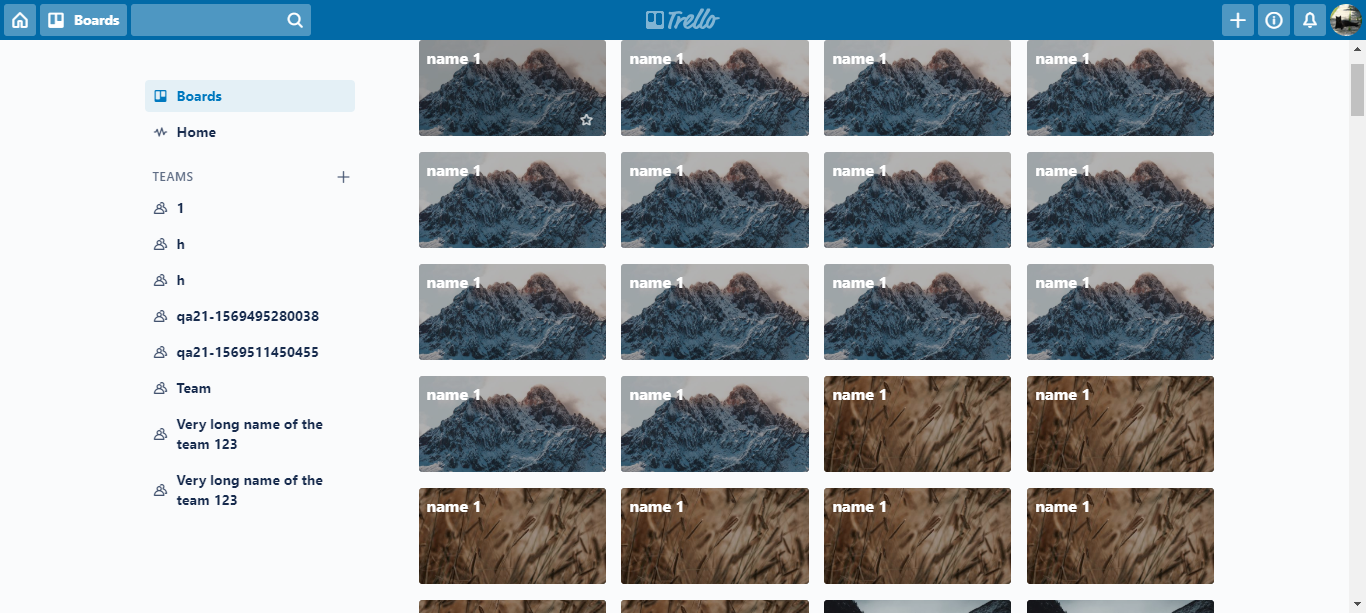 Boards
Trello
Boards
Home
TEAMS
1
h
h
qa21-1569495280038
qa21-1569511450455
Team
Very long name of the
team 123
Very long name of the
team 123
name 1 name 1 name 1 name 1
name 1 name 1 name 1 name 1
name 1 name 1 name 1 name 1
name 1 name 1 name 1 name 1
name 1 name 1 name 1 name 1